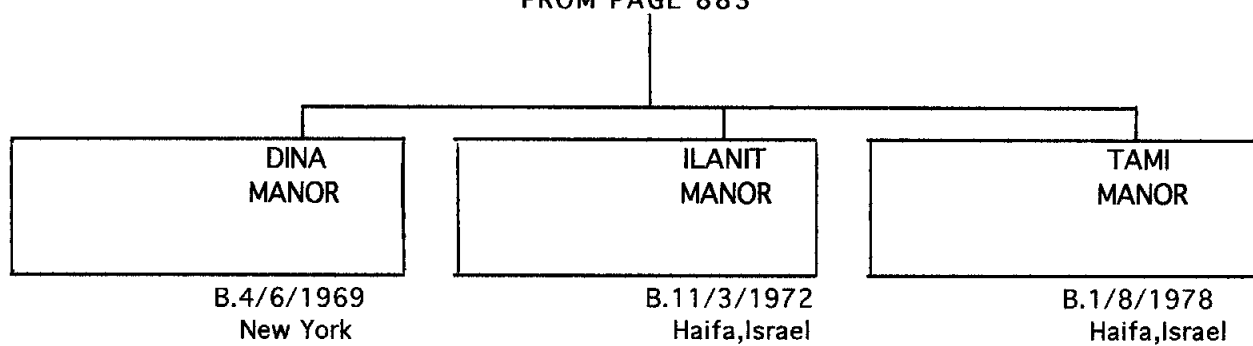 FROM PAGE 883
DINA
MANOR
B.4/6/1969
New York
ILANIT
MANOR
B.11/3/1972
Haifa,Israel
TAMI
MANOR
B.1/8/1978
Haifa,Israel